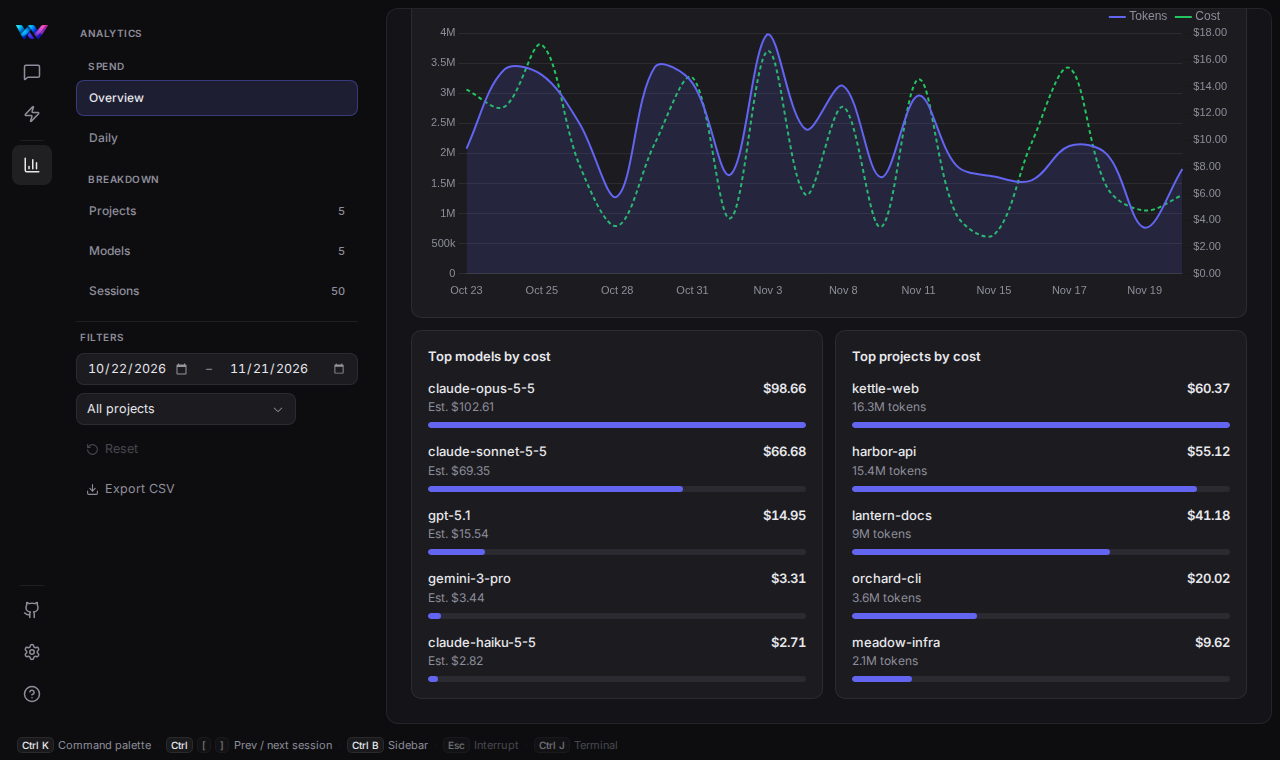 ANALYTICS
SPEND
Overview
Daily
BREAKDOWN
Projects 5
Models 5
Sessions 50
FILTERS
10/22/2026 – 11/21/2026
All projects
Reset
Export CSV
Tokens Cost
4M $18.00
3.5M $16.00
3M $14.00
2.5M $12.00
2M $10.00
1.5M $8.00
1M $6.00
500k $4.00
0 $2.00
$0.00
Oct 23 Oct 25 Oct 28 Oct 31 Nov 3 Nov 8 Nov 11 Nov 15 Nov 17 Nov 19
Top models by cost
claude-opus-5-5 $98.66
Est. $102.61
claude-sonnet-5-5 $66.68
Est. $69.35
gpt-5.1 $14.95
Est. $15.54
gemini-3-pro $3.31
Est. $3.44
claude-haiku-5-5 $2.71
Est. $2.82
Top projects by cost
kettle-web $60.37
16.3M tokens
harbor-api $55.12
15.4M tokens
lantern-docs $41.18
9M tokens
orchard-cli $20.02
3.6M tokens
meadow-infra $9.62
2.1M tokens
Ctrl K Command palette Ctrl [ ] Prev / next session Ctrl B Sidebar Esc Interrupt Ctrl J Terminal